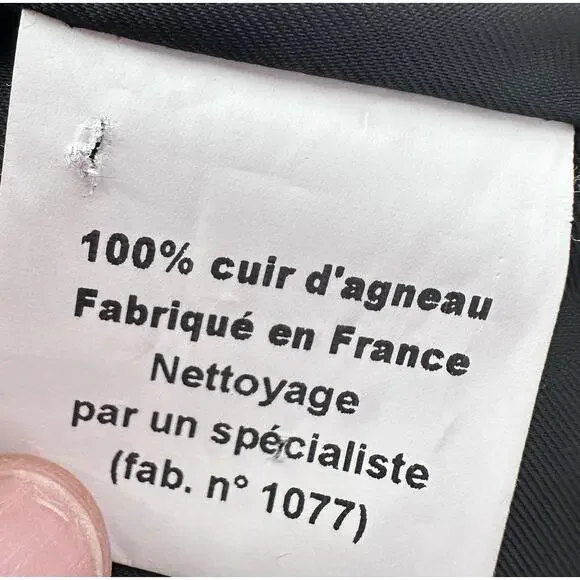 100% cuir d'agneau
Fabriqué en France
Nettoyage
par un spécialiste
(fab. n° 1077)